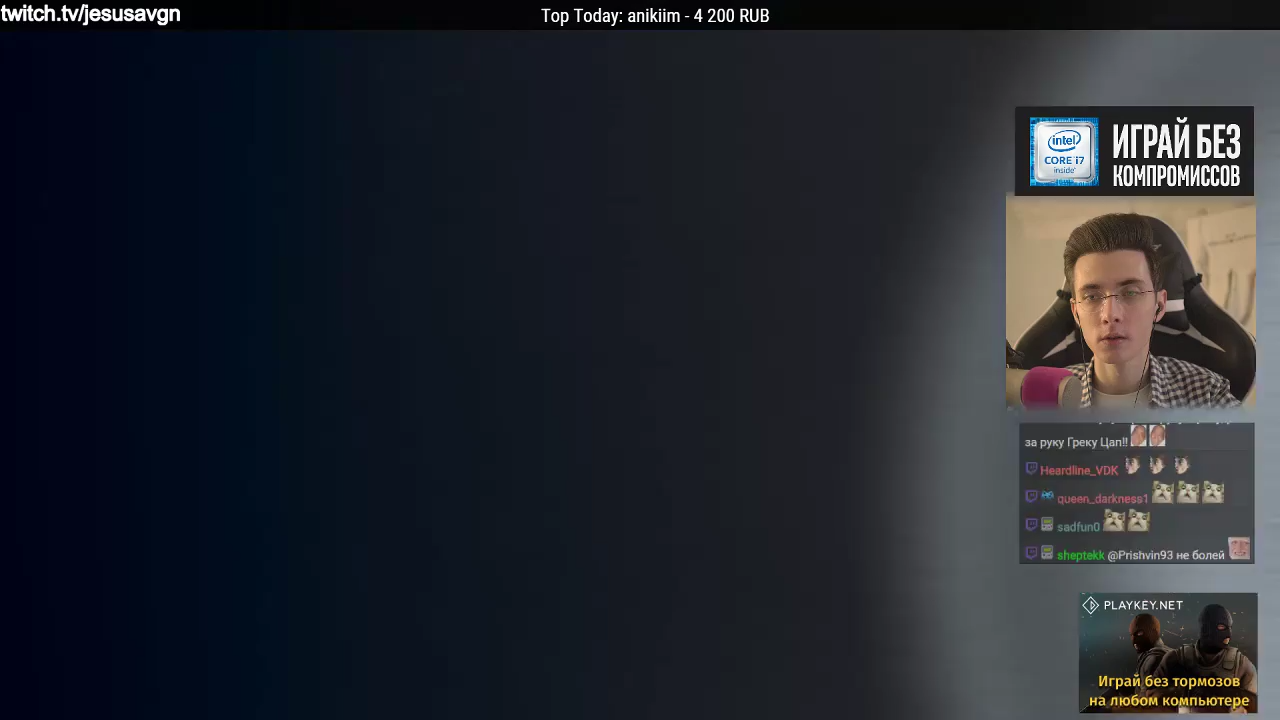 twitch.tv/jesusavgn
Top Today: anikiim - 4 200 RUB
intel
CORE i7
inside
ИГРАЙ БЕЗ
КОМПРОМИССОВ
за руку Греку Цап!!
Heardline_VDK
queen_darkness1
sadfun0
sheptekk @Prishvin93 не болей
PLAYKEY.NET
Играй без тормозов
на любом компьютере